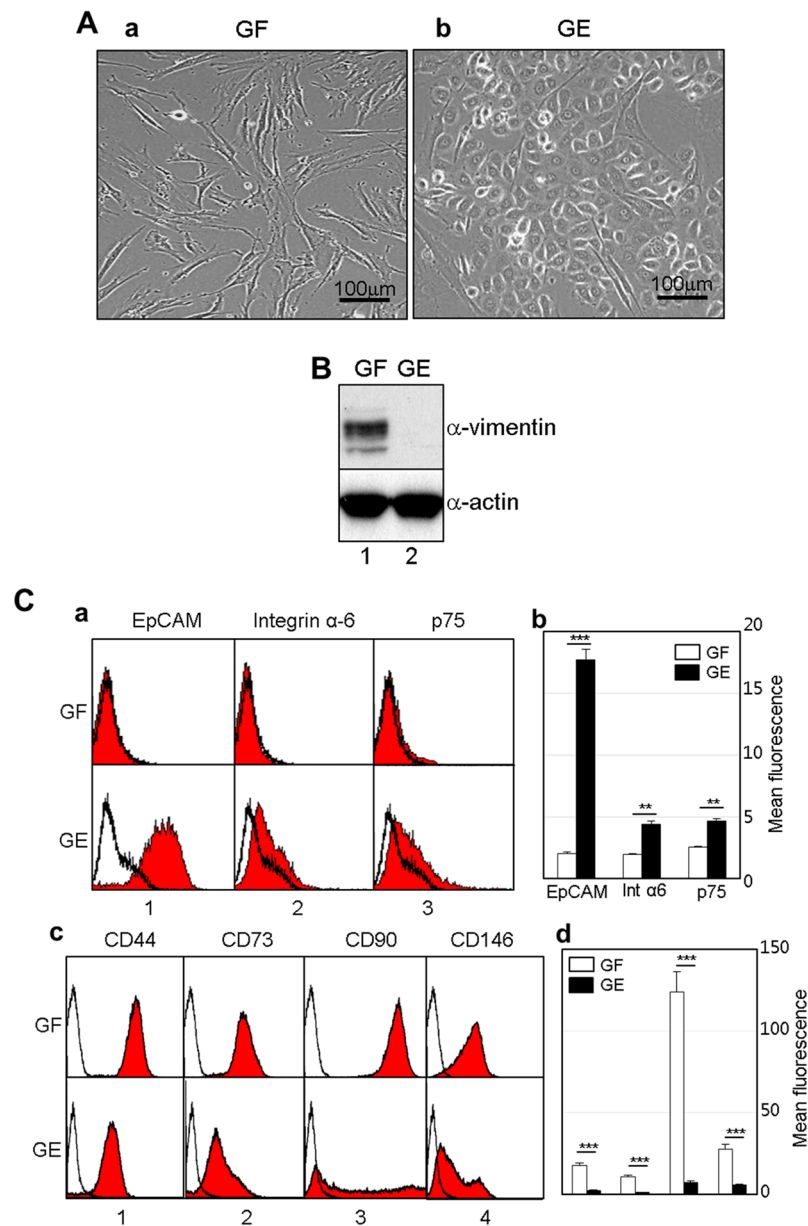 A a GF b GE
100μm 100μm
B GF GE
α-vimentin
α-actin
1 2
C a EpCAM Integrin α-6 p75
GF
GE
1 2 3
b
20
15
10
5
0
Mean fluorescence
GF
GE
***
**
**
EpCAM Int α6 p75
c CD44 CD73 CD90 CD146
GF
GE
1 2 3 4
d
150
100
50
0
Mean fluorescence
GF
GE
***
***
***
***